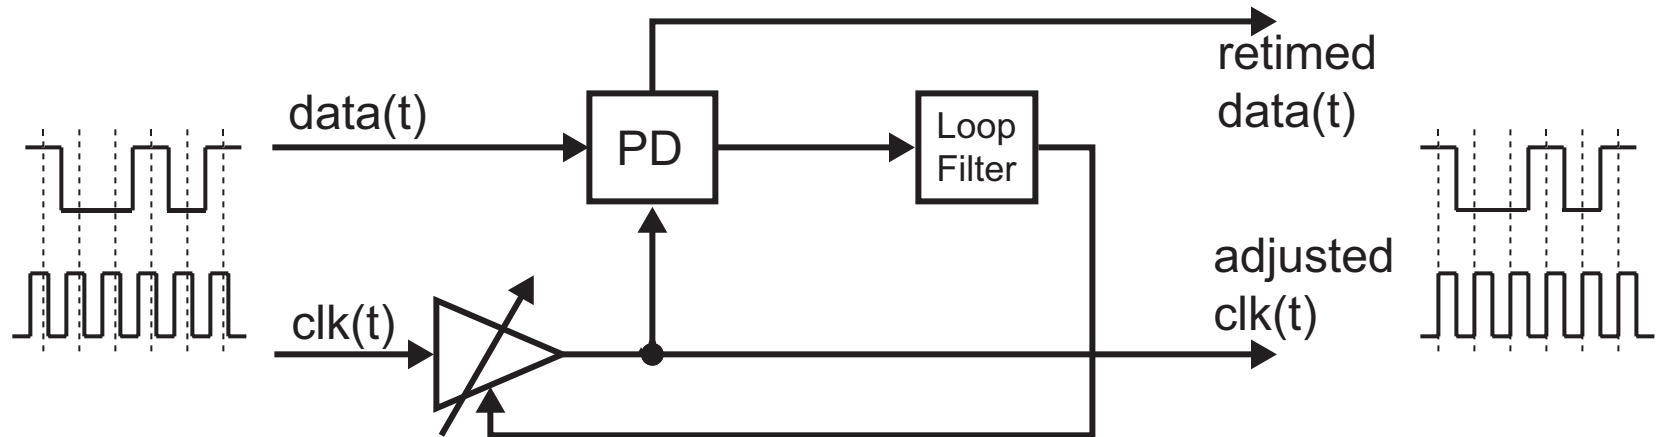 retimed
data(t)
data(t)
PD
Loop
Filter
adjusted
clk(t)
clk(t)